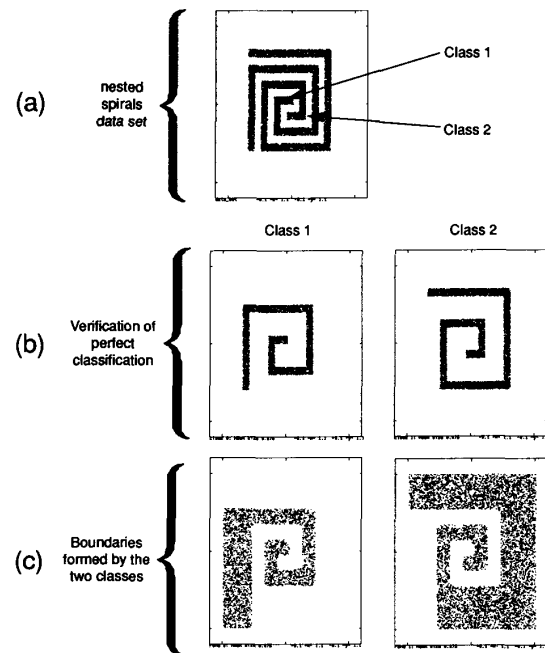 (a)
nested
spirals
data set
Class 1
Class 2
Class 1
Class 2
(b)
Verification of
perfect
classification
(c)
Boundaries
formed by the
two classes